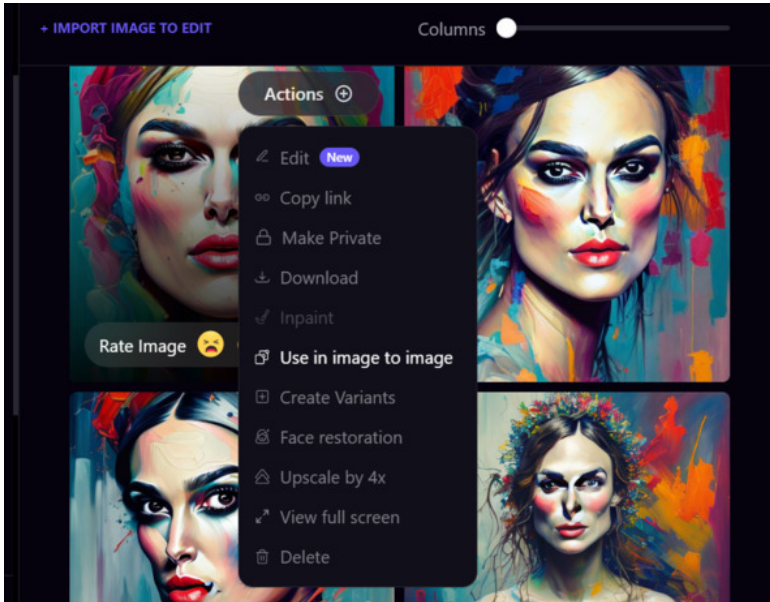 + IMPORT IMAGE TO EDIT
Columns
Actions
Edit New
Copy link
Make Private
Download
Inpaint
Rate Image
Use in image to image
Create Variants
Face restoration
Upscale by 4x
View full screen
Delete